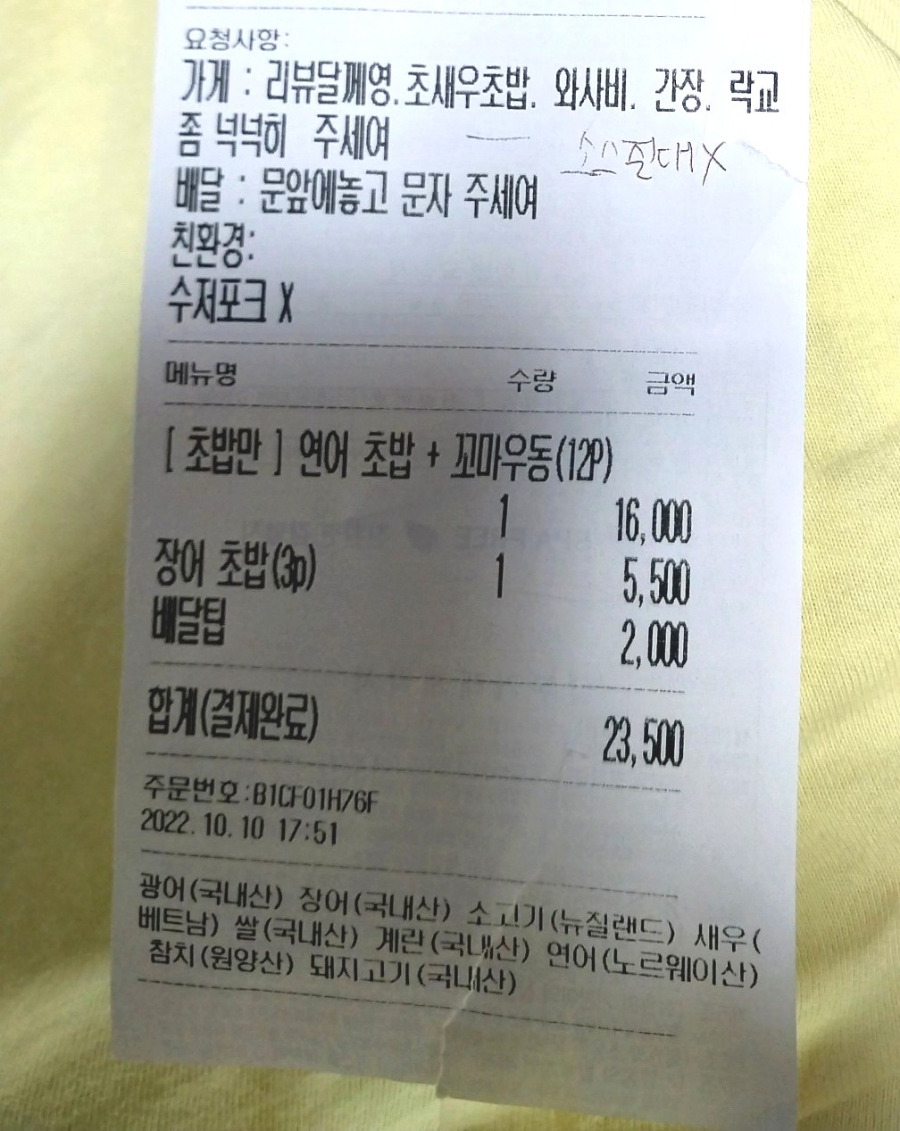 요청사항:
가게 : 리뷰달께영.초새우초밥. 와사비. 간장. 락교
좀 넉넉히 주세여
소스절대X
배달 : 문앞에놓고 문자 주세여
친환경:
수저포크 X
메뉴명 수량 금액
[ 초밥만 ] 연어 초밥 + 꼬마우동(12P)
1 16,000
장어 초밥(3p) 1 5,500
배달팁 2,000
합계(결제완료) 23,500
주문번호:B1CF01H76F
2022.10.10 17:51
광어(국내산) 장어(국내산) 소고기(뉴질랜드) 새우(
베트남) 쌀(국내산) 계란(국내산) 연어(노르웨이산)
참치(원양산) 돼지고기(국내산)